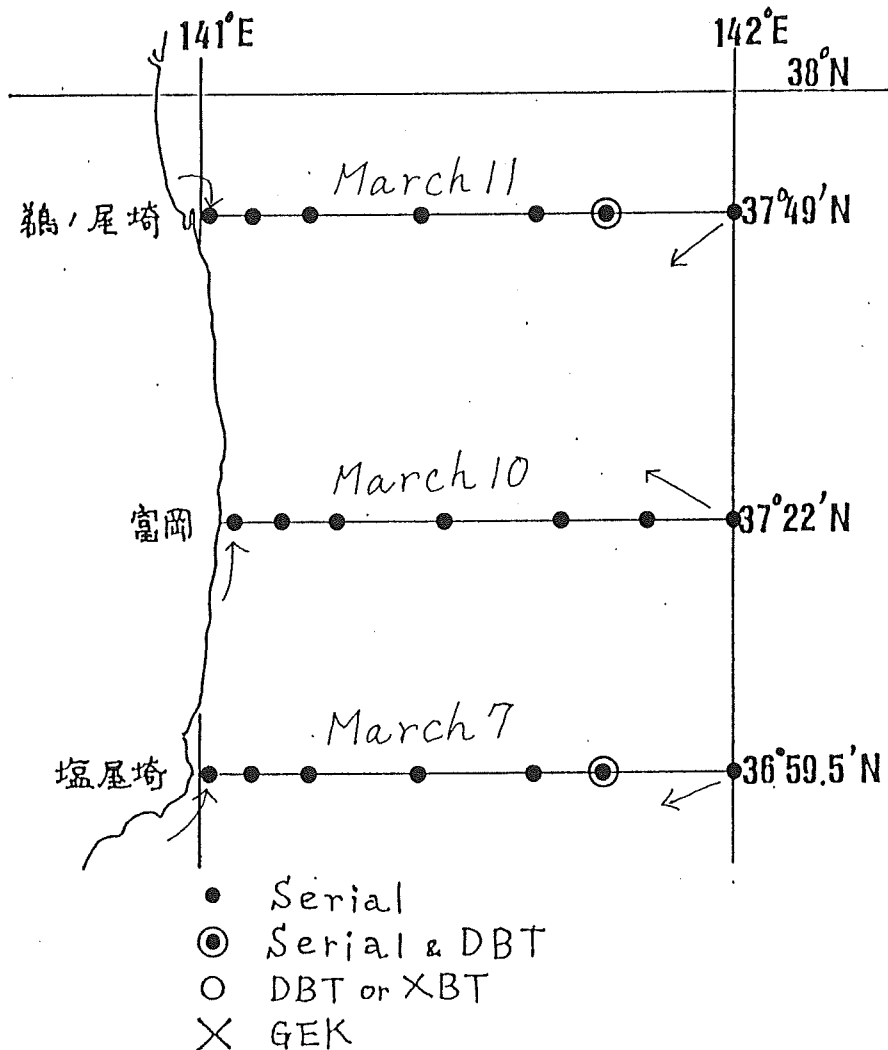 141°E 142°E
38°N
March 11
鵜ノ尾埼 37°49'N
March 10
富岡 37°22'N
March 7
塩屋埼 36°59.5'N
Serial
Serial & DBT
DBT or XBT
GEK